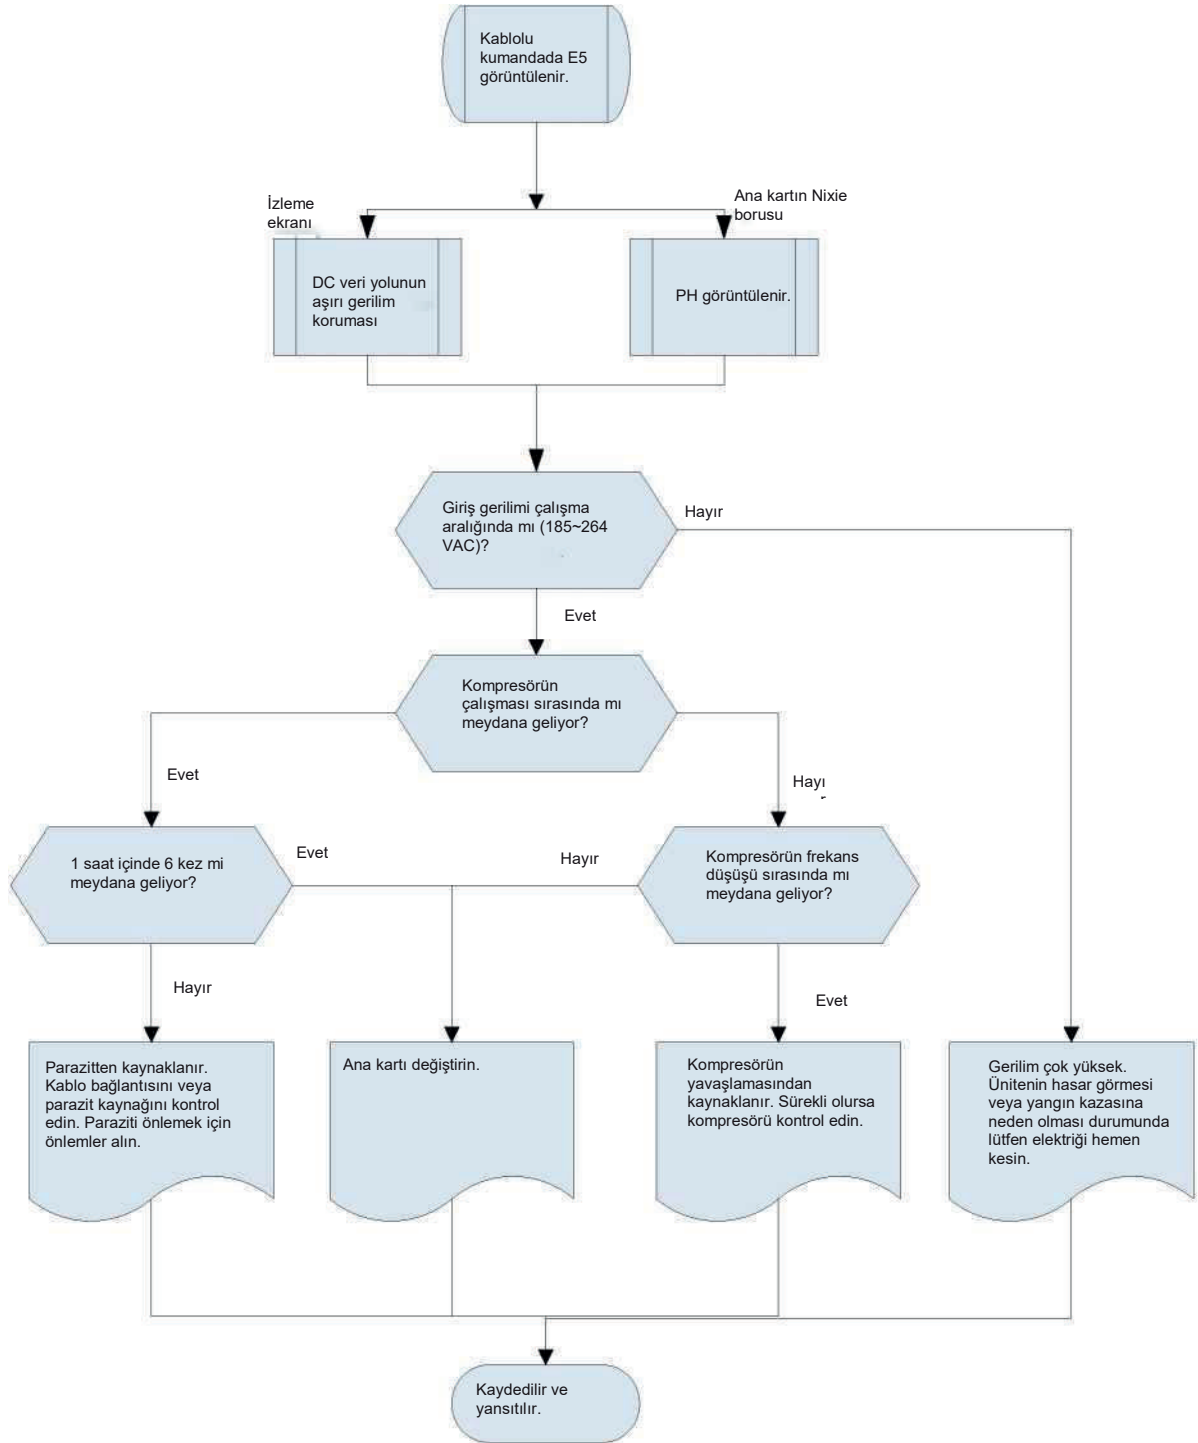 Kablolu
kumandada E5
görüntülenir.
İzleme
ekranı
Ana kartın Nixie
borusu
DC veri yolunun
aşırı gerilim
koruması
PH görüntülenir.
Giriş gerilimi çalışma
aralığında mı (185~264
VAC)?
Hayır
Evet
Kompresörün
çalışması sırasında mı
meydana geliyor?
Evet
Hayı
r
1 saat içinde 6 kez mi
meydana geliyor?
Evet
Hayır
Kompresörün frekans
düşüşü sırasında mı
meydana geliyor?
Hayır
Evet
Parazitten kaynaklanır.
Kablo bağlantısını veya
parazit kaynağını kontrol
edin. Paraziti önlemek için
önlemler alın.
Ana kartı değiştirin.
Kompresörün
yavaşlamasından
kaynaklanır. Sürekli olursa
kompresörü kontrol edin.
Gerilim çok yüksek.
Ünitenin hasar görmesi
veya yangın kazasına
neden olması durumunda
lütfen elektriği hemen
kesin.
Kaydedilir ve
yansıtılır.